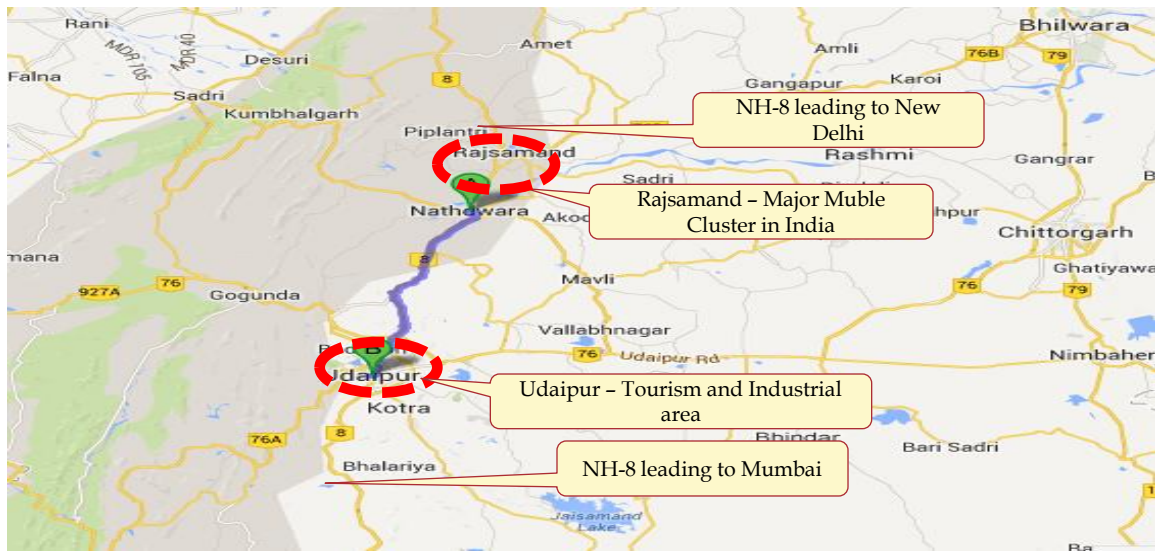 Rani
Bhilwara
MDR 40
Amet
Desuri
Amli
76B
79
MDR 105
8
Karoi
Falna
Gangapur
Sadri
NH-8 leading to New
Delhi
Kumbhalgarh
Piplantri
Rajsamand
Rashmi
Gangrar
Sadri
A
Rajsamand – Major Muble
Cluster in India
Nathdwara
Chittorgarh
8
Mavli
Ghatiyawa
76
76
927A
79
Gogunda
Vallabhnagar
76
Udaipur Rd
Nimbaher
B
Udaipur
Udaipur – Tourism and Industrial
area
Kotra
76A
8
Bhindar
Bari Sadri
Bhalariya
NH-8 leading to Mumbai
Jaisamand
Lake